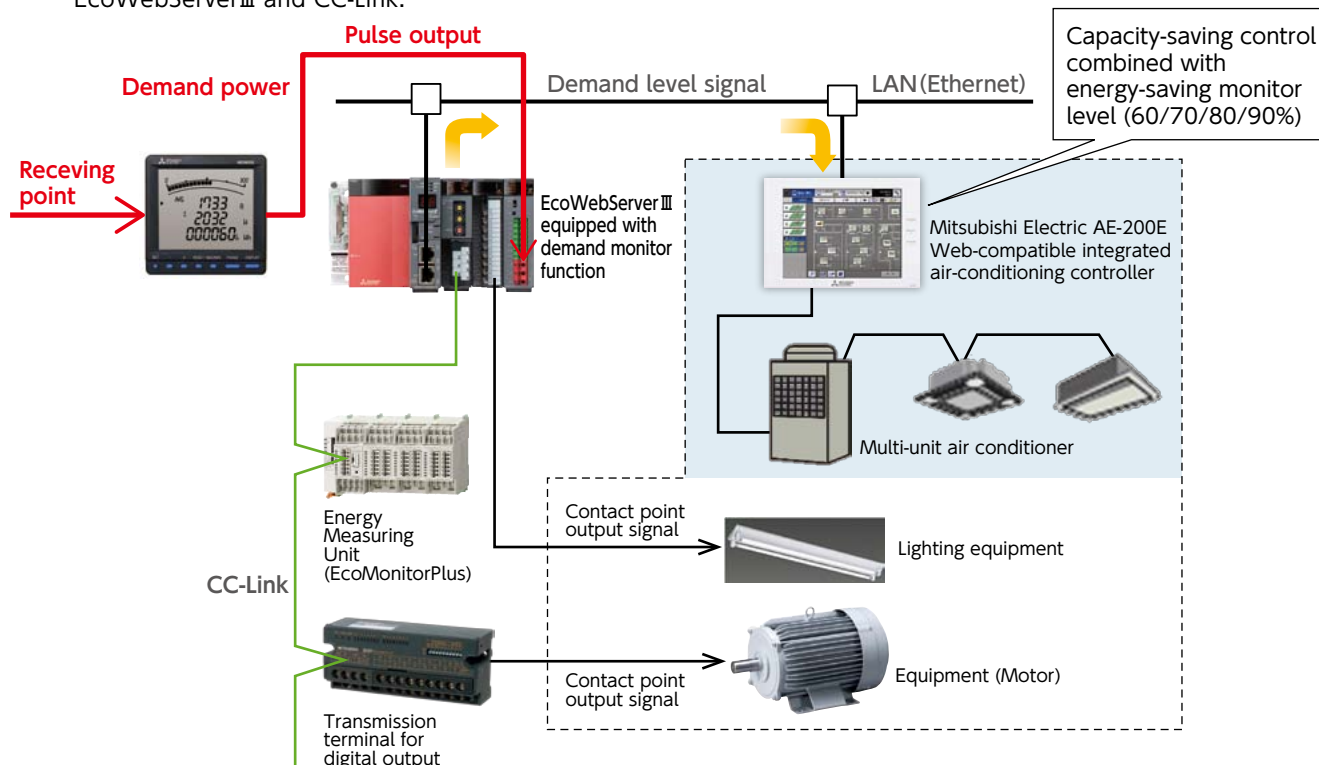 EcoWebServerⅢ and CC-Link.
Pulse output
Demand power
Demand level signal
LAN(Ethernet)
Capacity-saving control
combined with
energy-saving monitor
level (60/70/80/90%)
Receving
point
1733
2032
000060
EcoWebServerⅢ
equipped with
demand monitor
function
Mitsubishi Electric AE-200E
Web-compatible integrated
air-conditioning controller
Multi-unit air conditioner
Energy
Measuring
Unit
(EcoMonitorPlus)
Contact point
output signal
Lighting equipment
CC-Link
Contact point
output signal
Equipment (Motor)
Transmission
terminal for
digital output